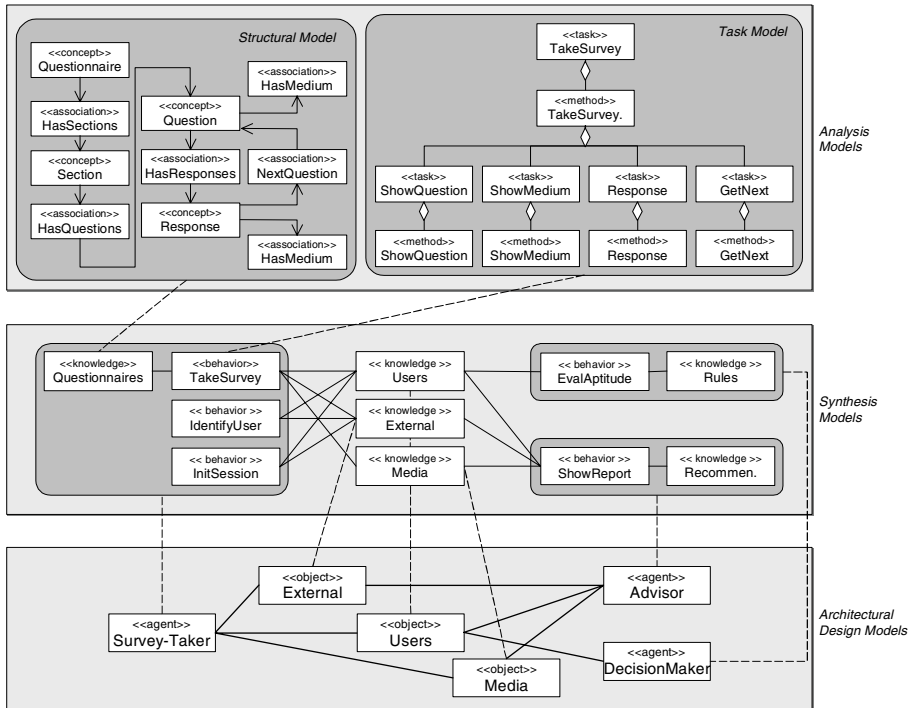 Structural Model
<<concept>>
Questionnaire
<<association>>
HasSections
<<concept>>
Section
<<association>>
HasQuestions
<<concept>>
Question
<<association>>
HasResponses
<<concept>>
Response
<<association>>
HasMedium
<<association>>
NextQuestion
<<association>>
HasMedium
Task Model
<<task>>
TakeSurvey
<<method>>
TakeSurvey.
<<task>>
ShowQuestion
<<task>>
ShowMedium
<<task>>
Response
<<task>>
GetNext
<<method>>
ShowQuestion
<<method>>
ShowMedium
<<method>>
Response
<<method>>
GetNext
Analysis
Models
<<knowledge>>
Questionnaires
<<behavior>>
TakeSurvey
<< behavior >>
IdentifyUser
<< behavior >>
InitSession
<< knowledge >>
Users
<< knowledge >>
External
<< knowledge >>
Media
<< behavior >>
EvalAptitude
<< knowledge >>
Rules
<< behavior >>
ShowReport
<< knowledge >>
Recommen.
Synthesis
Models
<<agent>>
Survey-Taker
<<object>>
External
<<object>>
Users
<<object>>
Media
<<agent>>
Advisor
<<agent>>
DecisionMaker
Architectural
Design Models